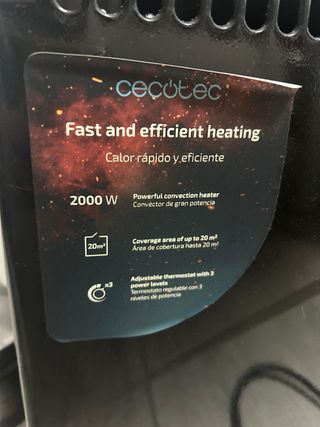 cecotec
Fast and efficient heating
Calor rápido y eficiente
2000 W
Powerful convection heater
Convector de gran potencia
20m²
Coverage area of up to 20 m²
Área de cobertura hasta 20 m²
x3
Adjustable thermostat with 3
power levels
Termostato regulable con 3
niveles de potencia